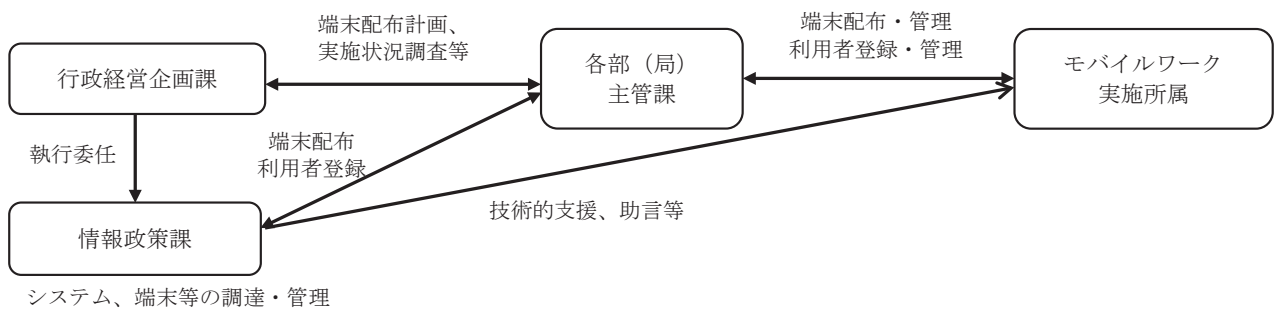 端末配布計画、
実施状況調査等
端末配布・管理
利用者登録・管理
行政経営企画課
各部（局）
主管課
モバイルワーク
実施所属
執行委任
端末配布
利用者登録
技術的支援、助言等
情報政策課
システム、端末等の調達・管理